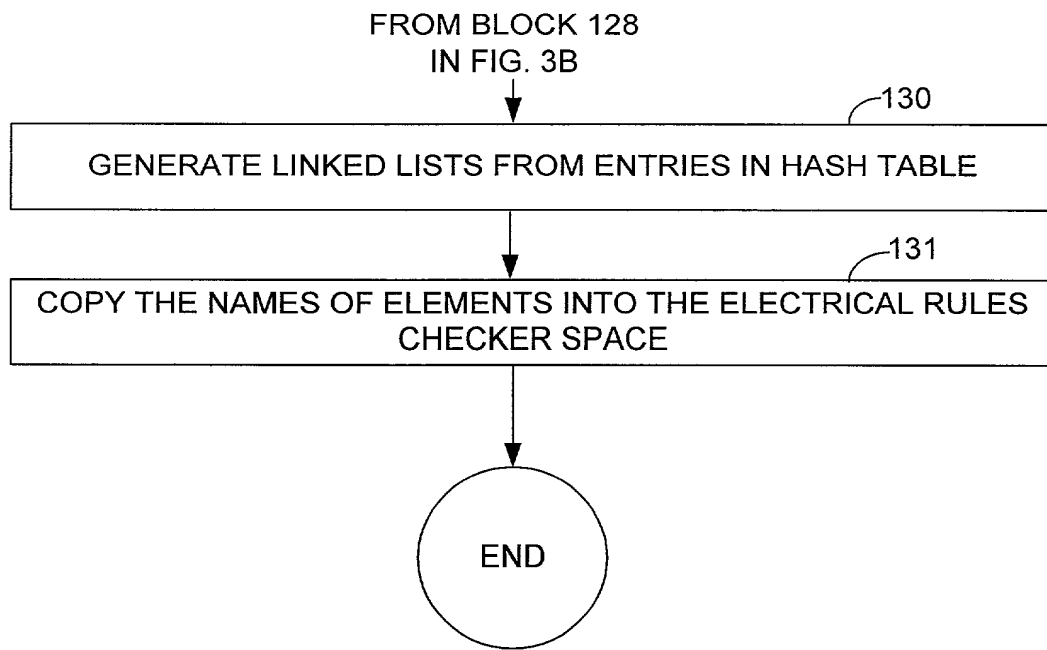 FROM BLOCK 128
IN FIG. 3B
130
GENERATE LINKED LISTS FROM ENTRIES IN HASH TABLE
131
COPY THE NAMES OF ELEMENTS INTO THE ELECTRICAL RULES
CHECKER SPACE
END